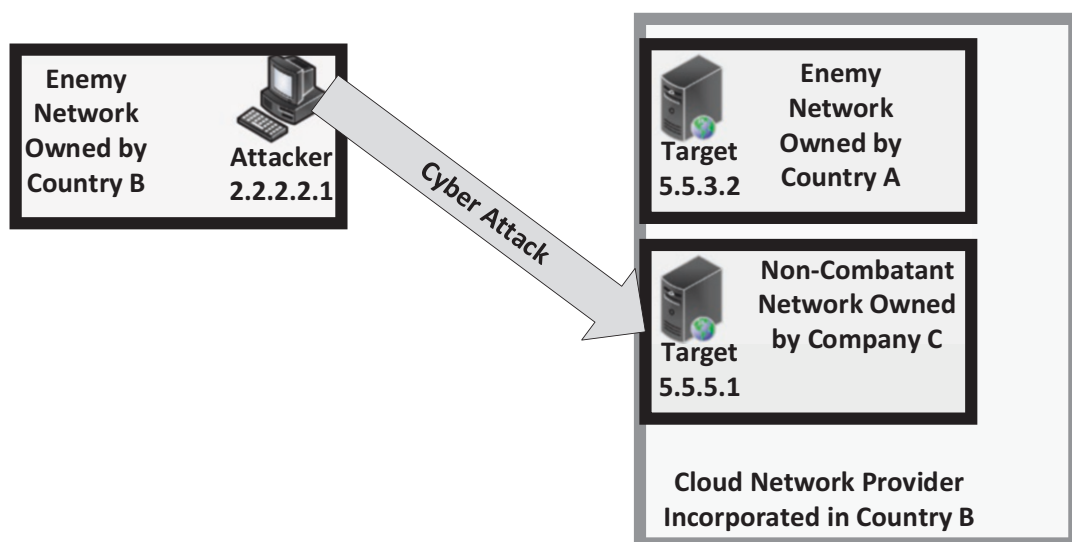 Enemy
Network
Owned by
Country B
Attacker
2.2.2.2.1
Cyber Attack
Target
5.5.3.2
Enemy
Network
Owned by
Country A
Target
5.5.5.1
Non-Combatant
Network Owned
by Company C
Cloud Network Provider
Incorporated in Country B